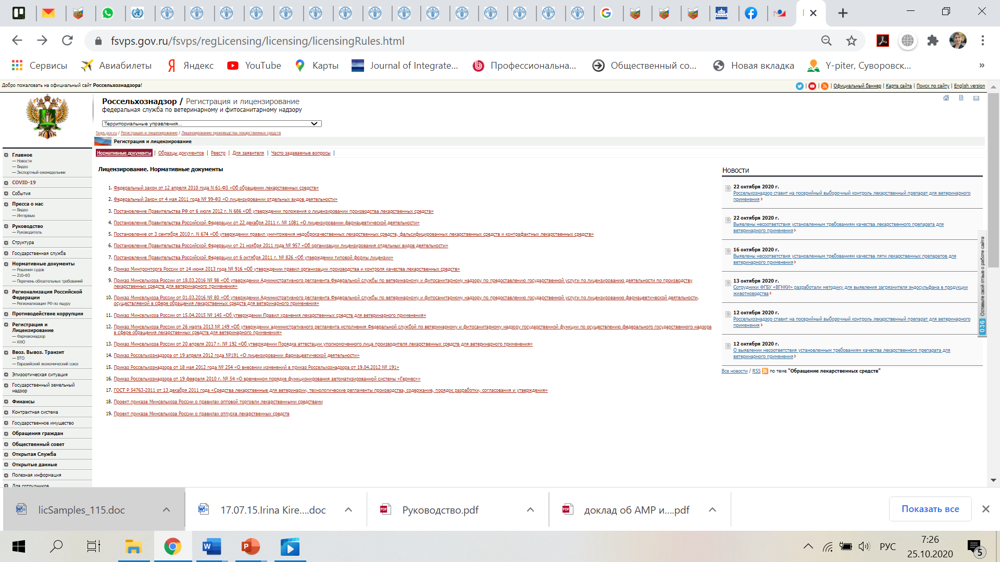 fsvps.gov.ru/fsvps/regLicensing/licensing/licensingRules.html
Сервисы
Авиабилеты
Яндекс
YouTube
Карты
Journal of Integrate...
Профессиональна...
Общественный со...
Новая вкладка
Y-piter, Суворовск...
»
Добро пожаловать на официальный сайт Россельхознадзора!
Официальный баннер | Карта сайта | Поиск по сайту | English version
Россельхознадзор / Регистрация и лицензирование
федеральная служба по ветеринарному и фитосанитарному надзору
Территориальные управления...
fsvps.gov.ru / Регистрация и лицензирование / Лицензирование производства лекарственных средств
Регистрация и лицензирование
Нормативные документы | Образцы документов | Реестр | Для заявителя | Часто задаваемые вопросы |
Главное
— Новости
— Видео
— Экспортный еженедельник
COVID-19
События
Пресса о нас
— Видео
— Интервью
Руководство
— Руководитель
Структура
Государственная служба
Нормативные документы
— Решения судов
— 210-ФЗ
— Перечень обязательных требований
Регионализация Российской
Федерации
— Регионализация РФ по ящуру
Противодействие коррупции
Регистрация и
Лицензирование
— Фармаконадзор
— КФО
Ввоз. Вывоз. Транзит
— ВТО
— Евразийский экономический союз
Эпизоотическая ситуация
Государственный земельный
надзор
Финансы
Контрактная система
Государственное имущество
Обращения граждан
Общественный совет
Открытая Служба
Открытые данные
Полезная информация
Для сотрудников
Лицензирование. Нормативные документы
1. Федеральный закон от 12 апреля 2010 года N 61-ФЗ «Об обращении лекарственных средств»
2. Федеральный Закон от 4 мая 2011 года № 99-ФЗ «О лицензировании отдельных видов деятельности»
3. Постановление Правительства РФ от 6 июля 2012 г. N 686 «Об утверждении положения о лицензировании производства лекарственных средств»
4. Постановление Правительства Российской Федерации от 22 декабря 2011 г. № 1081 «О лицензировании фармацевтической деятельности»
5. Постановление от 3 сентября 2010 г. N 674 «Об утверждении правил уничтожения недоброкачественных лекарственных средств, фальсифицированных лекарственных средств и контрафактных лекарственных средств»
6. Постановление Правительства Российской Федерации от 21 ноября 2011 года № 957 «Об организации лицензирования отдельных видов деятельности»
7. Постановление Правительства Российской Федерации от 6 октября 2011 г. № 826 «Об утверждении типовой формы лицензии»
8. Приказ Минпромторга России от 14 июня 2013 года № 916 «Об утверждении правил организации производства и контроля качества лекарственных средств»
9. Приказ Минсельхоза России от 18.03.2016 № 98 «Об утверждении Административного регламента Федеральной службы по ветеринарному и фитосанитарному надзору по предоставлению государственной услуги по лицензированию деятельности по производству
лекарственных средств для ветеринарного применения»
10. Приказ Минсельхоза России от 01.03.2016 № 80 «Об утверждении Административного регламента Федеральной службы по ветеринарному и фитосанитарному надзору по предоставлению государственной услуги по лицензированию фармацевтической деятельности,
осуществляемой в сфере обращения лекарственных средств для ветеринарного применения»
11. Приказ Минсельхоза России от 15.04.2015 № 145 «Об утверждении Правил хранения лекарственных средств для ветеринарного применения»
12. Приказ Минсельхоза России от 26 марта 2013 № 149 «Об утверждении административного регламента исполнения Федеральной службой по ветеринарному и фитосанитарному надзору государственной функции по осуществлению федерального государственного надзора
в сфере обращения лекарственных средств для ветеринарного применения»
13. Приказ Минсельхоза России от 20 апреля 2017 г. № 192 «Об утверждении Порядка аттестации уполномоченного лица производителя лекарственных средств для ветеринарного применения»
14. Приказ Россельхознадзора от 19 апреля 2012 года №191 «О лицензировании фармацевтической деятельности»
15. Приказ Россельхознадзора от 18 мая 2012 года № 254 «О внесении изменений в приказ Россельхознадзора от 19.04.2012 № 191»
16. Приказ Россельхознадзора от 19 февраля 2010 г. № 54 «О временном порядке функционирования автоматизированной системы «Гермес»»
17. ГОСТ Р 54763-2011 от 13 декабря 2011 года «Средства лекарственные для ветеринарии, технологические регламенты производства, содержание, порядок разработки, согласования и утверждения»
18. Проект приказа Минсельхоза России о правилах оптовой торговли лекарственными средствами
19. Проект приказа Минсельхоза России о правилах отпуска лекарственных средств
Новости
22 октября 2020 г.
Россельхознадзор ставит на посерийный выборочный контроль лекарственный препарат для ветеринарного
применения
22 октября 2020 г.
Выявлены несоответствия установленным требованиям качества лекарственного препарата для
ветеринарного применения
16 октября 2020 г.
Выявлены несоответствия установленным требованиям качества пяти лекарственных препаратов для
ветеринарного применения
13 октября 2020 г.
Сотрудники ФГБУ «ВГНКИ» разработали методику для выявления загрязнителя эндосульфана в продукции
животноводства
12 октября 2020 г.
Россельхознадзор ставит на посерийный выборочный контроль лекарственный препарат для ветеринарного
применения
12 октября 2020 г.
О выявлении несоответствия установленным требованиям качества лекарственного препарата для
ветеринарного применения
Все новости / RSS по теме "Обращение лекарственных средств"
Оставьте свой отзыв о работе сайта
036
licSamples_115.doc
17.07.15.Irina Kire....doc
Руководство.pdf
доклад об АМР и....pdf
Показать все
РУС
7:26
25.10.2020
5